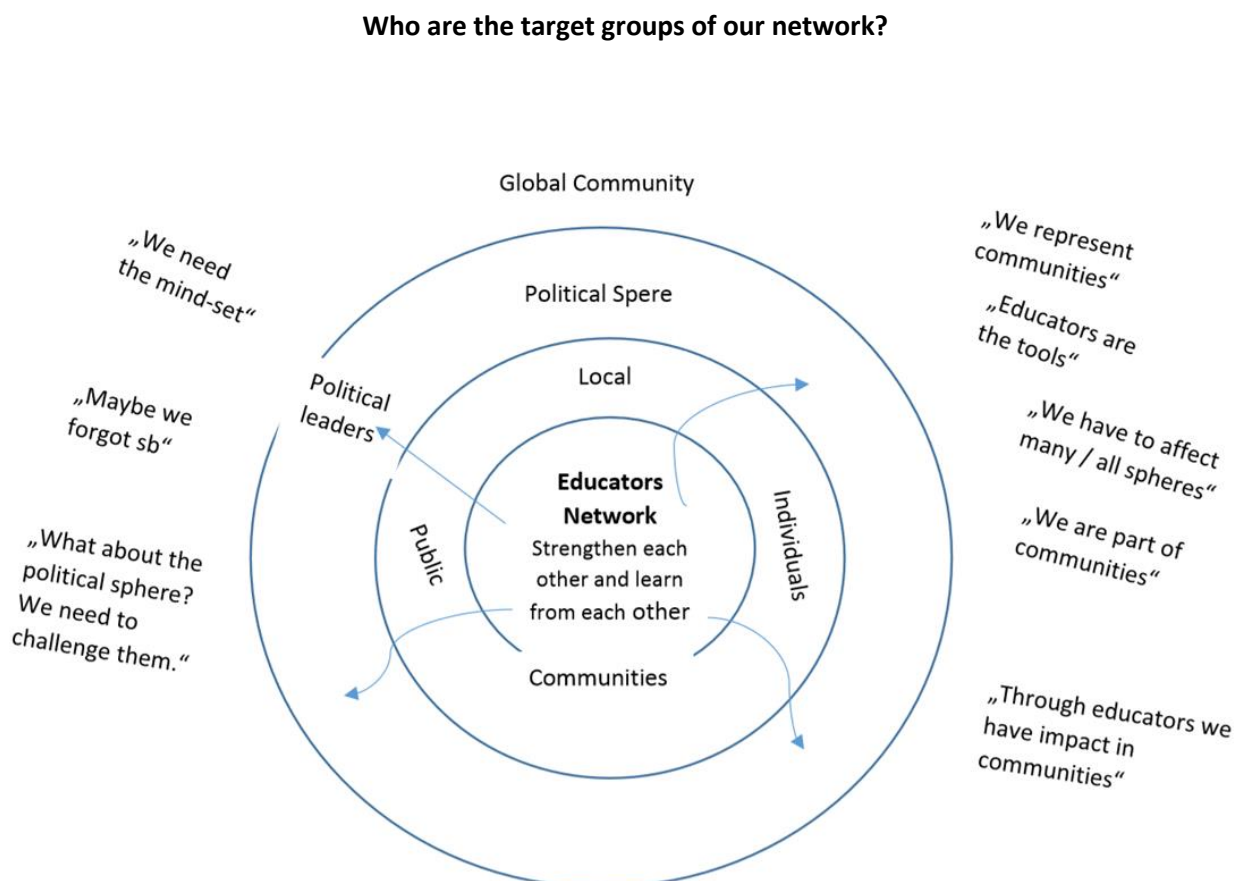 Who are the target groups of our network?
Global Community
Political Spere
Local
Political
leaders
Public
Individuals
Educators
Network
Strengthen each
other and learn
from each other
Communities
„We need
the mind-set“
„Maybe we
forgot sb“
„What about the
political sphere?
We need to
challenge them.“
„We represent
communities“
„Educators are
the tools“
„We have to affect
many / all spheres“
„We are part of
communities“
„Through educators we
have impact in
communities“